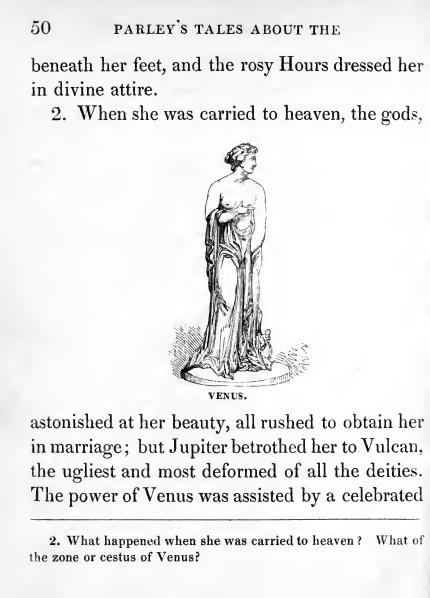 50 PARLEY'S TALES ABOUT THE
beneath her feet, and the rosy Hours dressed her
in divine attire.
2. When she was carried to heaven, the gods,
VENUS.
astonished at her beauty, all rushed to obtain her
in marriage; but Jupiter betrothed her to Vulcan,
the ugliest and most deformed of all the deities.
The power of Venus was assisted by a celebrated
2. What happened when she was carried to heaven? What of
the zone or cestus of Venus?